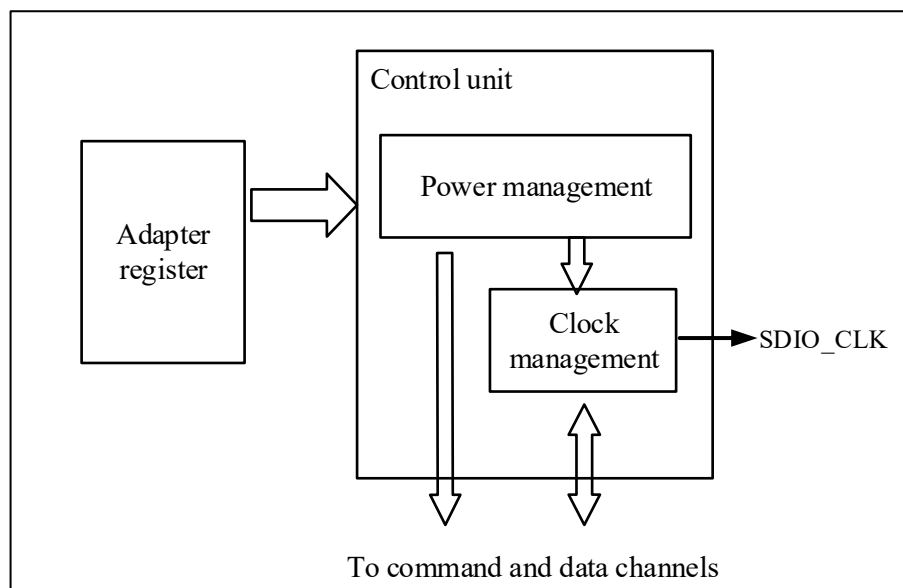 Control unit
Power management
Adapter
register
Clock
management
SDIO_CLK
To command and data channels